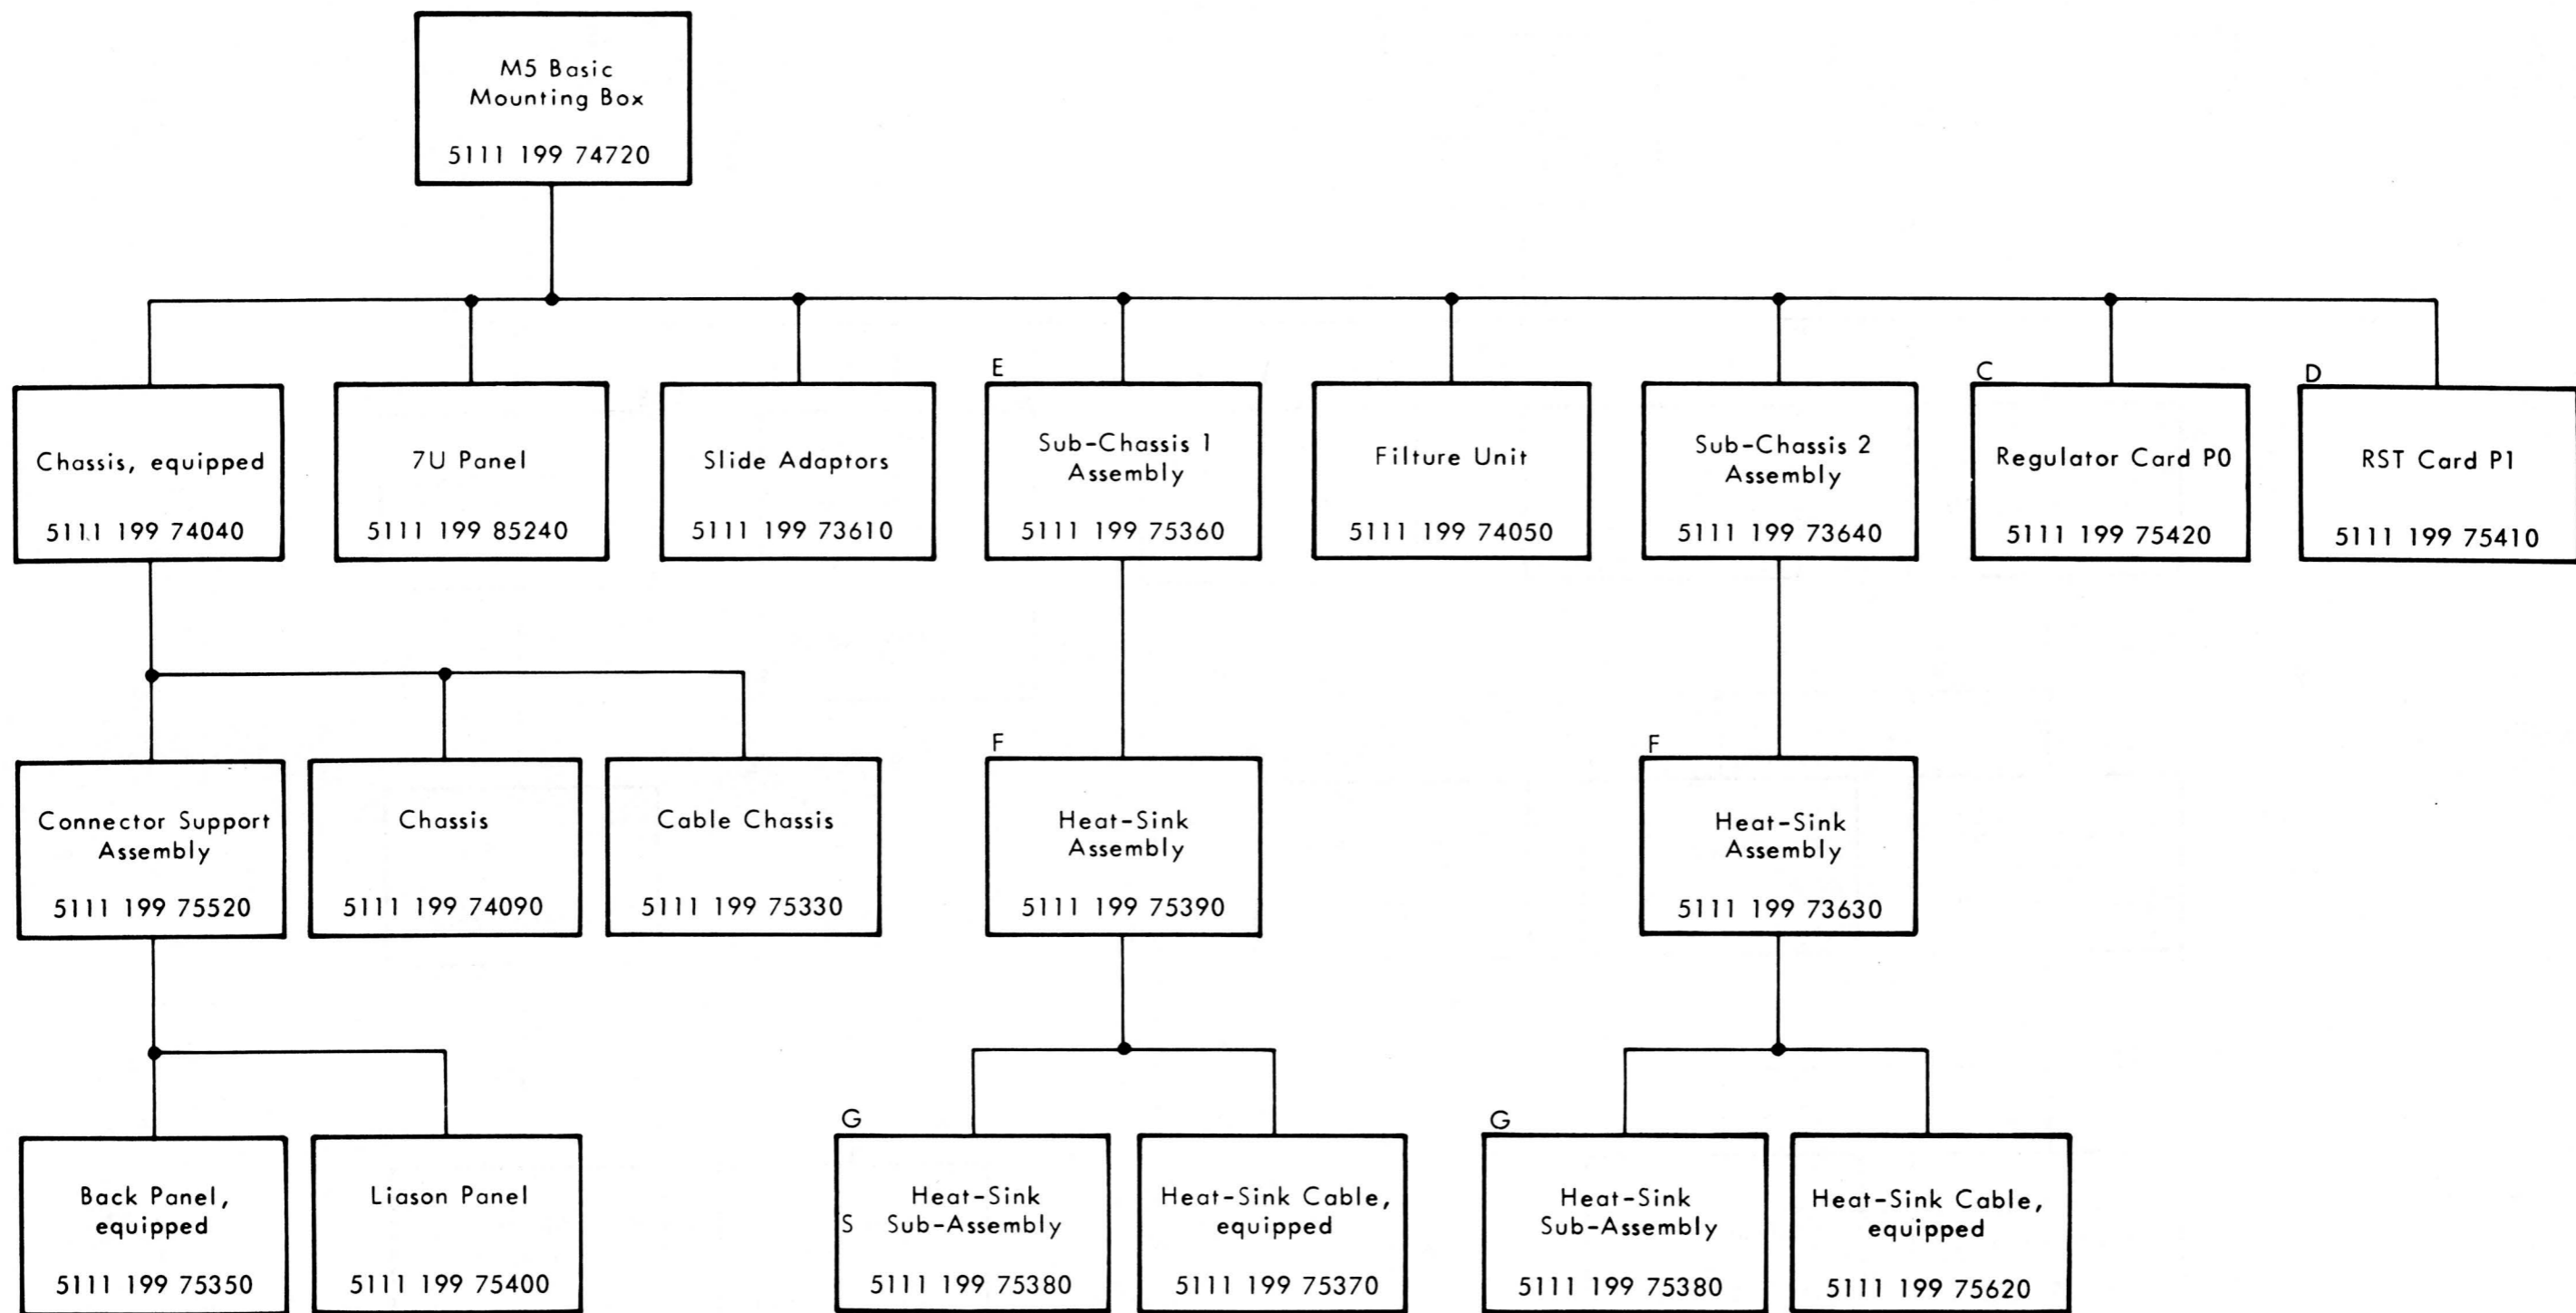 M5 Basic
Mounting Box
5111 199 74720
Chassis, equipped
5111 199 74040
7U Panel
5111 199 85240
Slide Adaptors
5111 199 73610
E
Sub-Chassis 1
Assembly
5111 199 75360
Filture Unit
5111 199 74050
Sub-Chassis 2
Assembly
5111 199 73640
C
Regulator Card P0
5111 199 75420
D
RST Card P1
5111 199 75410
Connector Support
Assembly
5111 199 75520
Chassis
5111 199 74090
Cable Chassis
5111 199 75330
F
Heat-Sink
Assembly
5111 199 75390
F
Heat-Sink
Assembly
5111 199 73630
Back Panel,
equipped
5111 199 75350
Liason Panel
5111 199 75400
G
Heat-Sink
S Sub-Assembly
5111 199 75380
Heat-Sink Cable,
equipped
5111 199 75370
G
Heat-Sink
Sub-Assembly
5111 199 75380
Heat-Sink Cable,
equipped
5111 199 75620